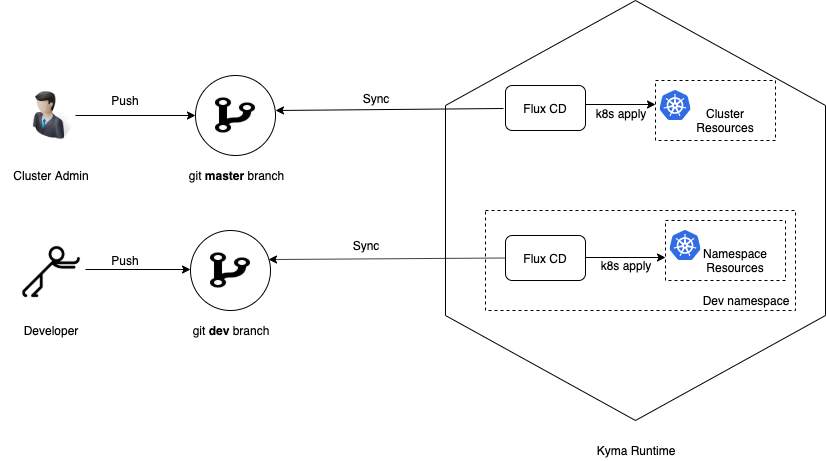 Push
Sync
Flux CD
k8s apply
Cluster
Resources
Cluster Admin
git master branch
Push
Sync
Flux CD
k8s apply
Namespace
Resources
Dev namespace
Developer
git dev branch
Kyma Runtime